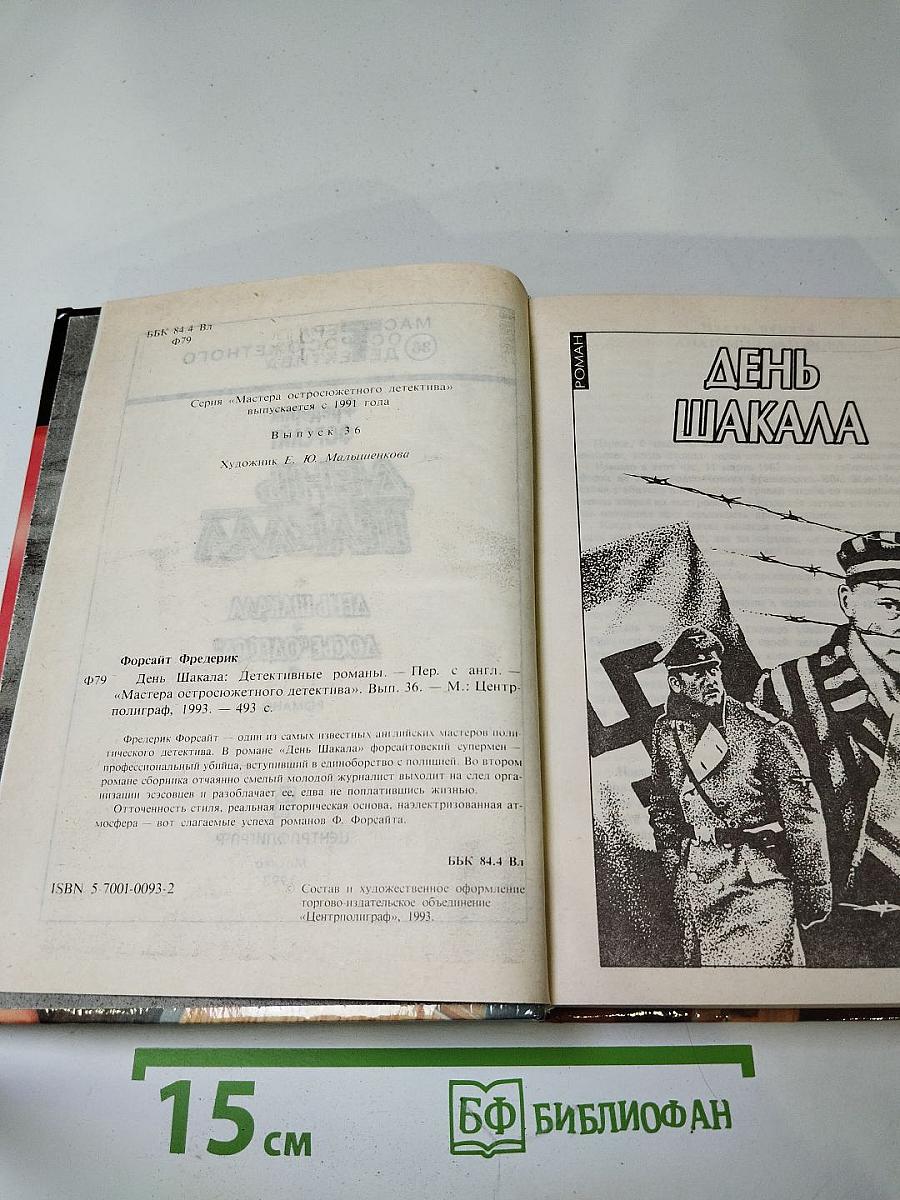 ББК 84.4 Вл
Ф79
Серия «Мастера остросюжетного детектива»
выпускается с 1991 года
Выпуск 36
Художник Е. Ю. Малышенкова
Форсайт Фредерик
Ф79 День Шакала: Детективные романы. — Пер. с англ. —
«Мастера остросюжетного детектива». Вып. 36. — М.: Центр-
полиграф, 1993. — 493 с.
Фредерик Форсайт — один из самых известных английских мастеров поли-
тического детектива. В романе «День Шакала» форсайтовский супермен —
профессиональный убийца, вступивший в единоборство с полицией. Во втором
романе сборника отчаянно смелый молодой журналист выходит на след орга-
низации эсэсовцев и разоблачает ее, едва не поплатившись жизнью.
Отточенность стиля, реальная историческая основа, наэлектризованная ат-
мосфера — вот слагаемые успеха романов Ф. Форсайта.
ББК 84.4 Вл
ISBN 5-7001-0093-2
© Состав и художественное оформление
торгово-издательское объединение
«Центрполиграф», 1993.
РОМАН
ДЕНЬ
ШАКАЛА
15 см
БФ БИБЛИОФАН